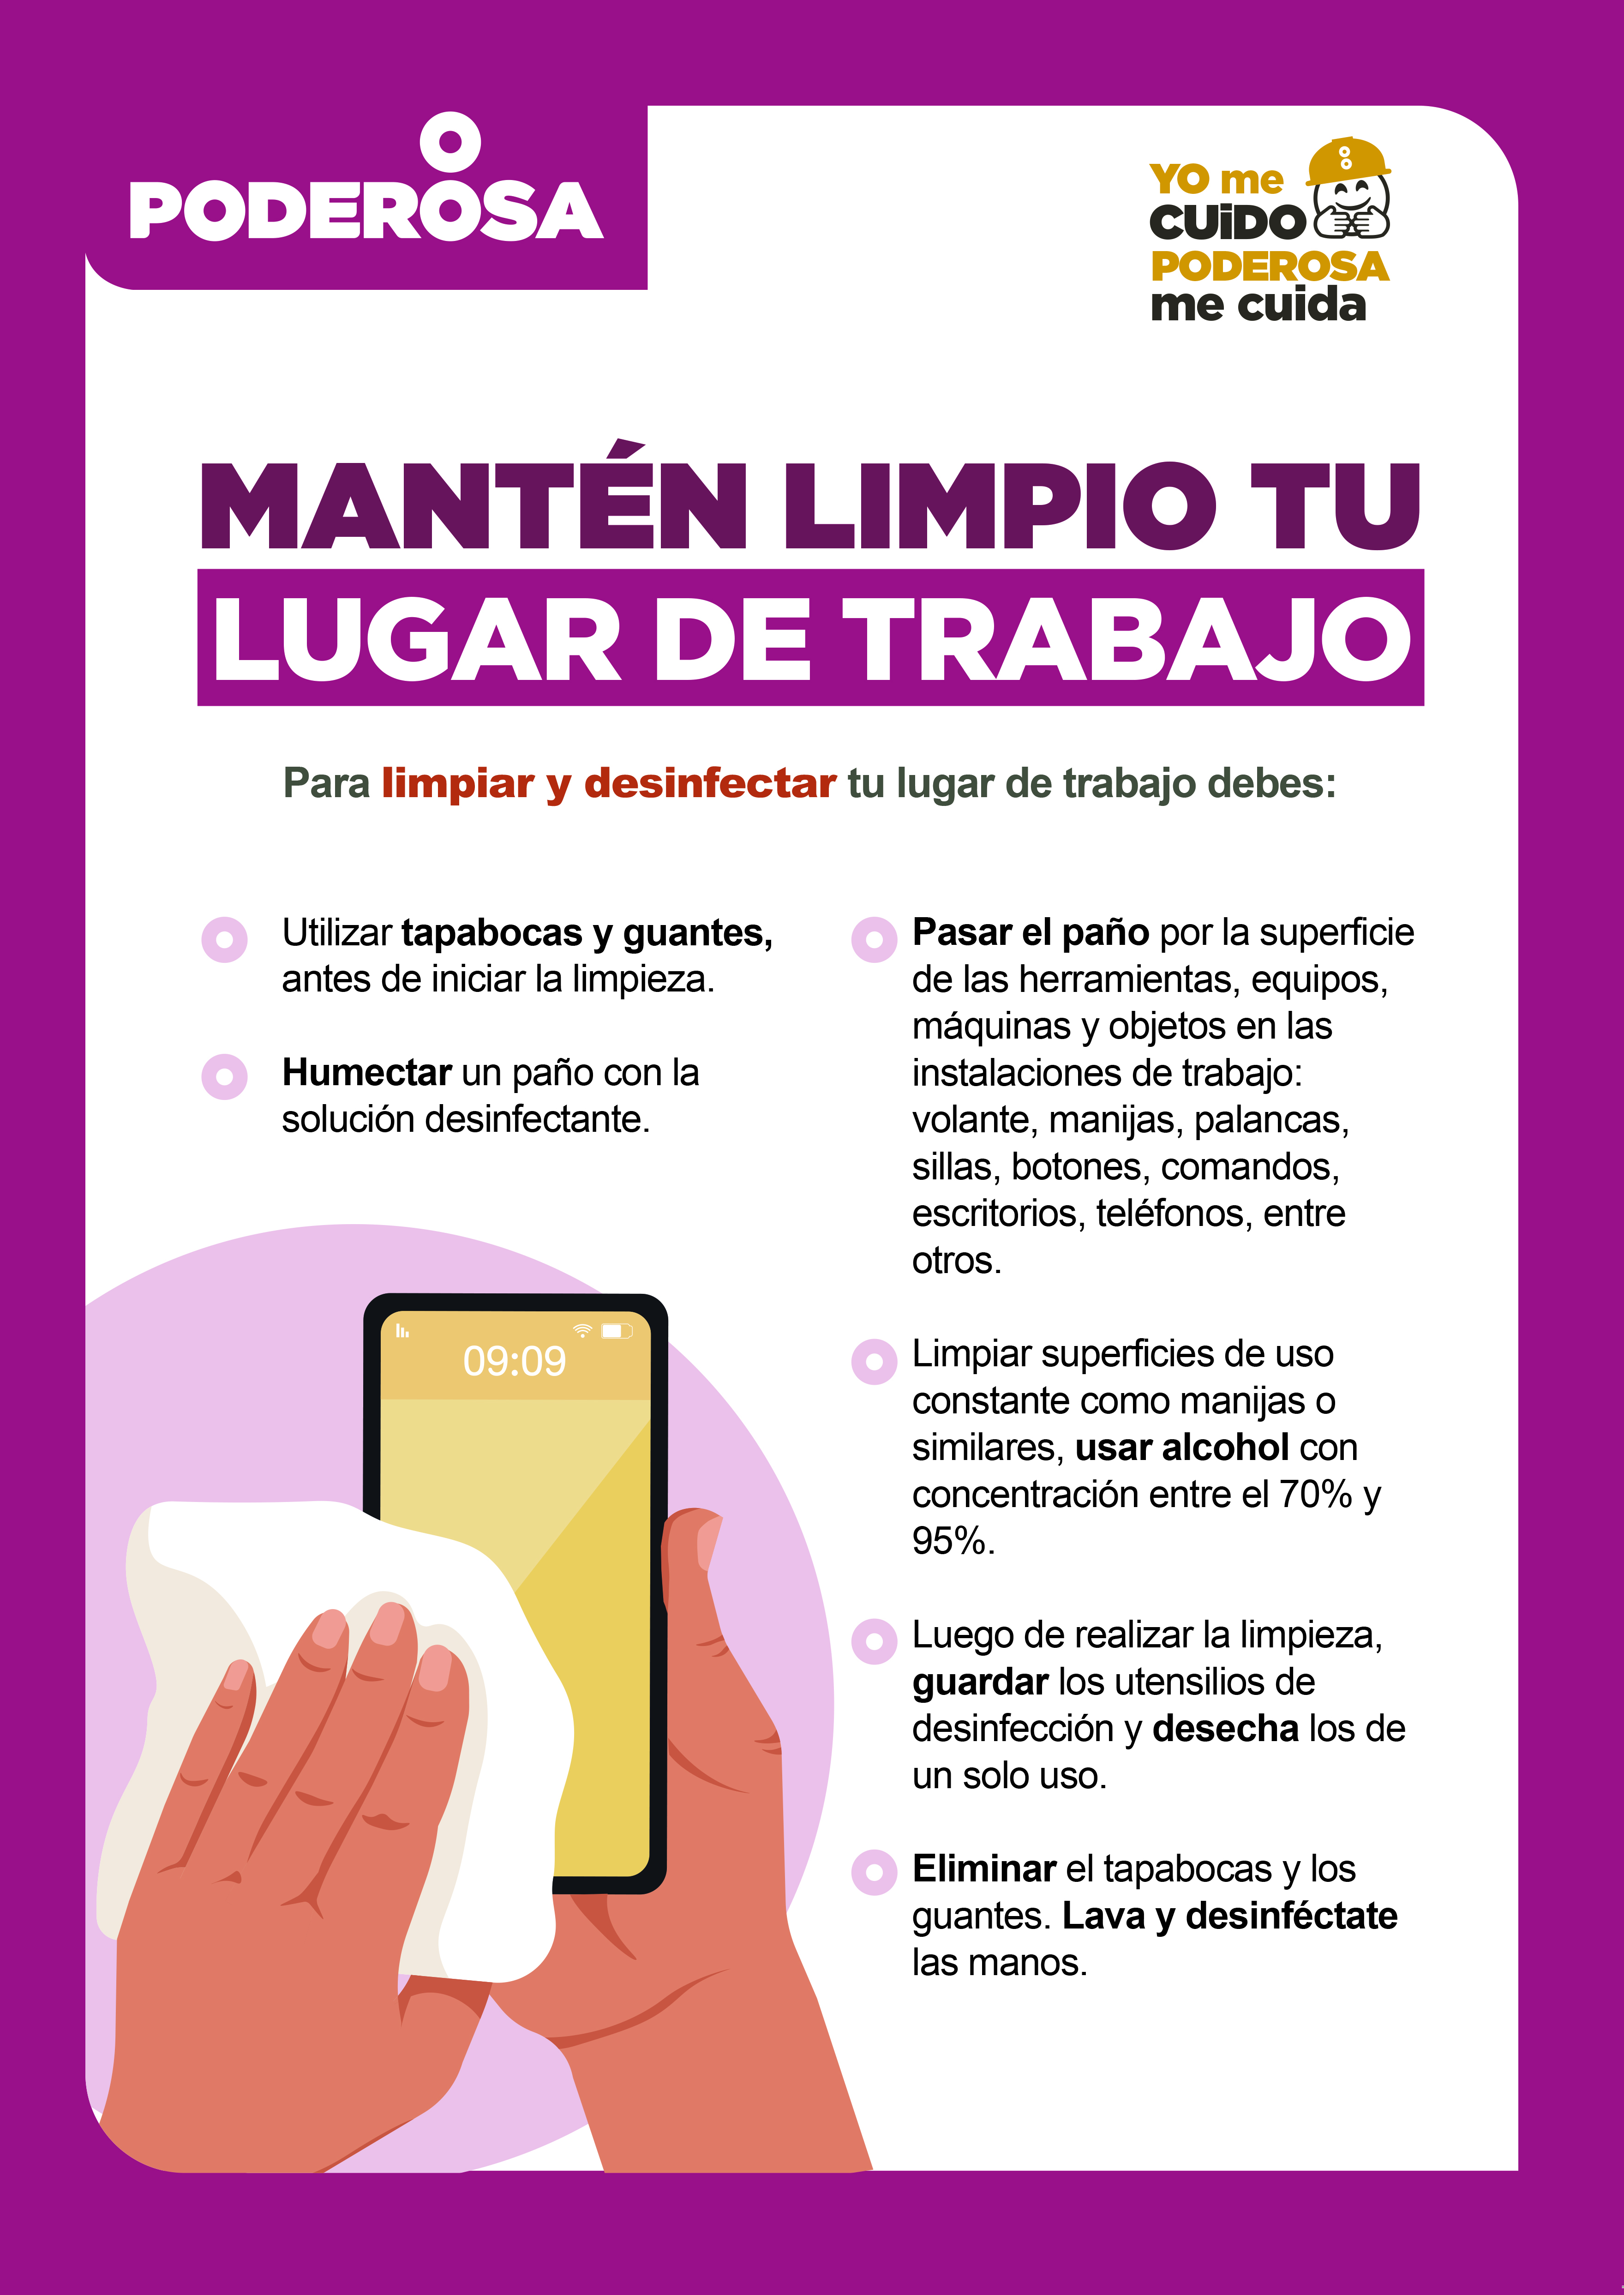 PODEROSA
YO me
CUiDO
PODEROSA
me cuida
MANTÉN LIMPIO TU
LUGAR DE TRABAJO
Para limpiar y desinfectar tu lugar de trabajo debes:
Utilizar tapabocas y guantes,
antes de iniciar la limpieza.
Humectar un paño con la
solución desinfectante.
09:09
Pasar el paño por la superficie
de las herramientas, equipos,
máquinas y objetos en las
instalaciones de trabajo:
volante, manijas, palancas,
sillas, botones, comandos,
escritorios, teléfonos, entre
otros.
Limpiar superficies de uso
constante como manijas o
similares, usar alcohol con
concentración entre el 70% y
95%.
Luego de realizar la limpieza,
guardar los utensilios de
desinfección y desecha los de
un solo uso.
Eliminar el tapabocas y los
guantes. Lava y desinféctate
las manos.